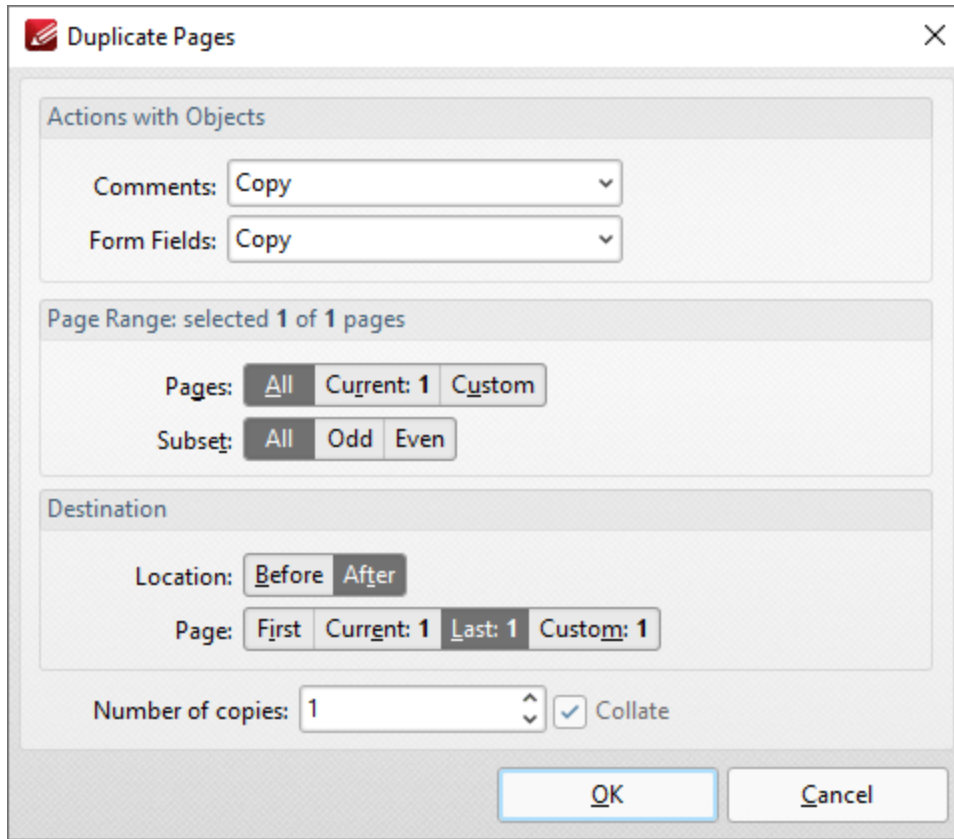 Duplicate Pages
Actions with Objects
Comments: Copy
Form Fields: Copy
Page Range: selected 1 of 1 pages
Pages: All Current: 1 Custom
Subset: All Odd Even
Destination
Location: Before After
Page: First Current: 1 Last: 1 Custom: 1
Number of copies: 1 Collate
OK Cancel